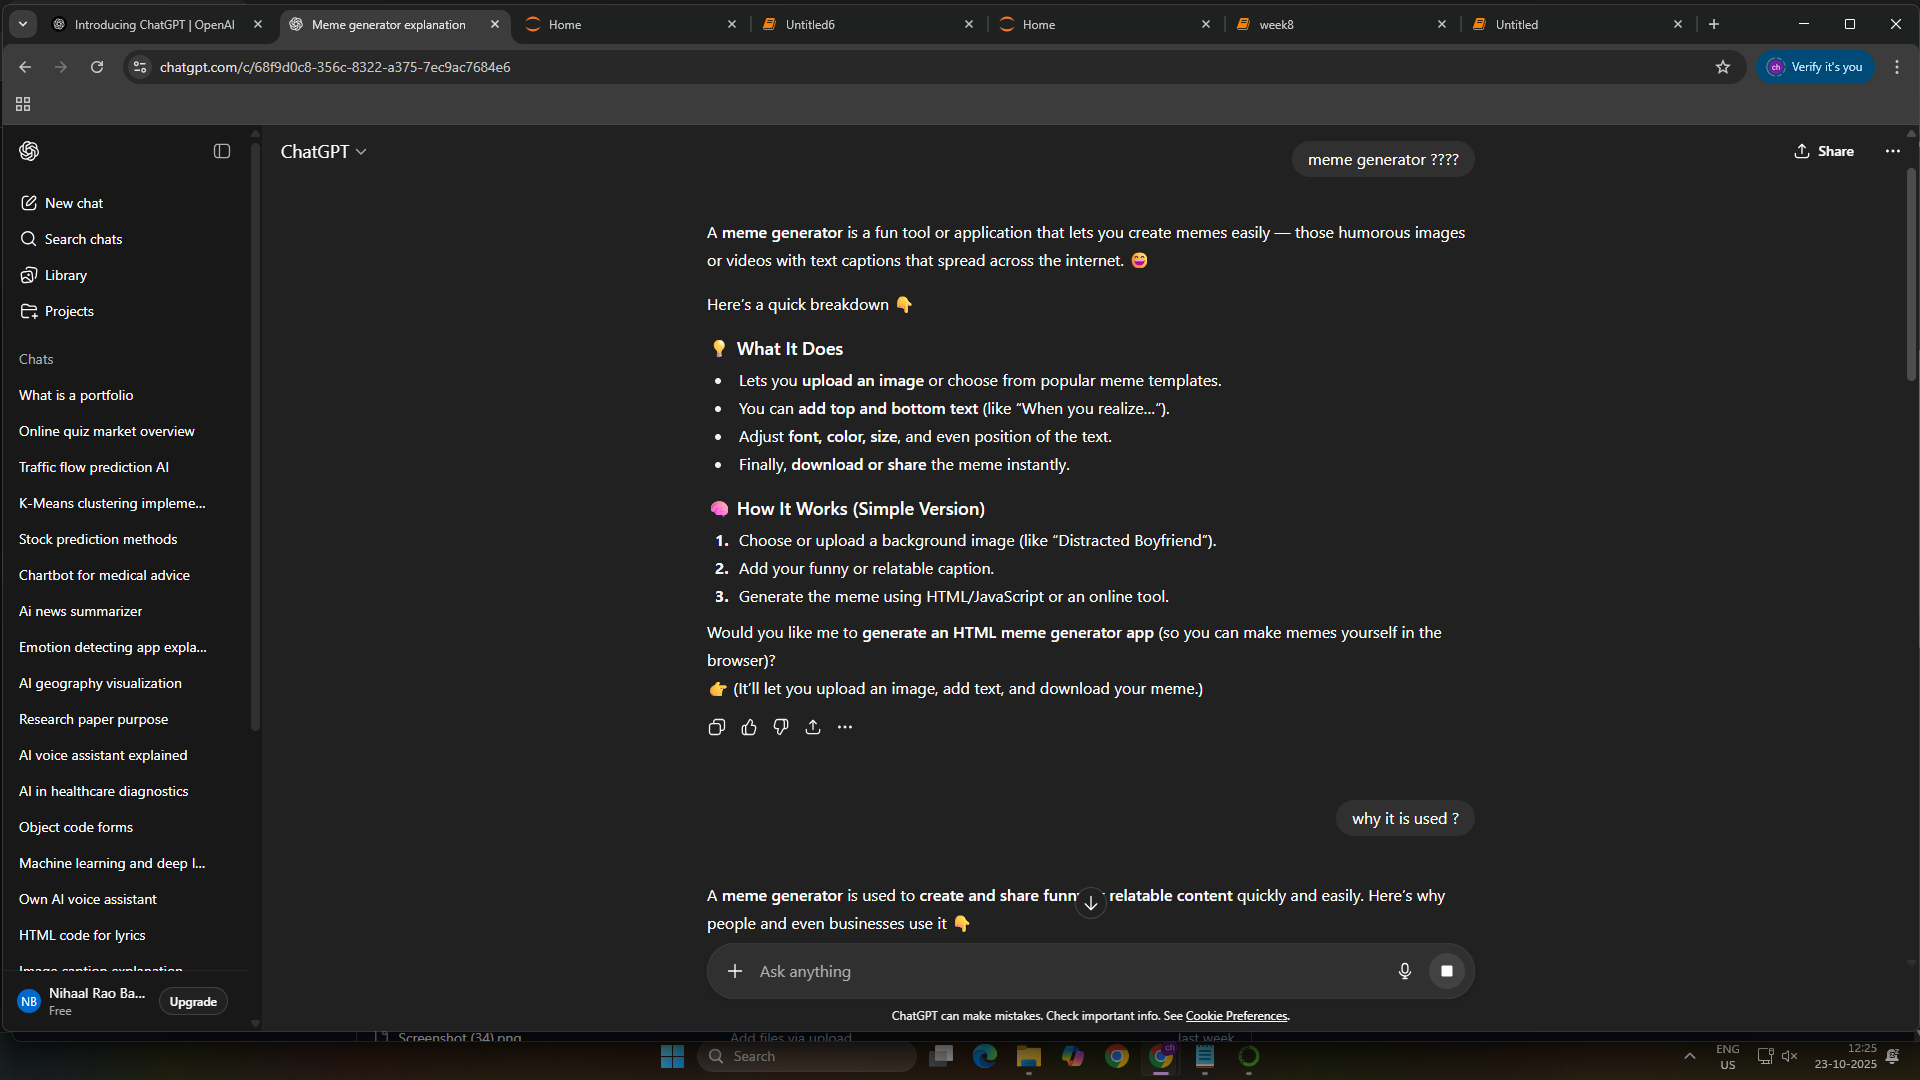 Introducing ChatGPT | OpenAI
Meme generator explanation
Home
Untitled6
Home
week8
Untitled
chatgpt.com/c/68f9d0c8-356c-8322-a375-7ec9ac7684e6
ch
Verify it's you
ChatGPT
Share
New chat
Search chats
Library
Projects
Chats
What is a portfolio
Online quiz market overview
Traffic flow prediction AI
K-Means clustering impleme...
Stock prediction methods
Chartbot for medical advice
Ai news summarizer
Emotion detecting app expla...
AI geography visualization
Research paper purpose
AI voice assistant explained
AI in healthcare diagnostics
Object code forms
Machine learning and deep l...
Own AI voice assistant
HTML code for lyrics
Image caption explanation
NB
Nihaal Rao Ba...
Free
Upgrade
meme generator ????
A meme generator is a fun tool or application that lets you create memes easily — those humorous images
or videos with text captions that spread across the internet. 😄
Here's a quick breakdown 👇
💡 What It Does
• Lets you upload an image or choose from popular meme templates.
• You can add top and bottom text (like “When you realize...“).
• Adjust font, color, size, and even position of the text.
• Finally, download or share the meme instantly.
🧠 How It Works (Simple Version)
1. Choose or upload a background image (like “Distracted Boyfriend”).
2. Add your funny or relatable caption.
3. Generate the meme using HTML/JavaScript or an online tool.
Would you like me to generate an HTML meme generator app (so you can make memes yourself in the
browser)?
👉 (It'll let you upload an image, add text, and download your meme.)
why it is used ?
A meme generator is used to create and share funny relatable content quickly and easily. Here's why
people and even businesses use it 👇
Ask anything
ChatGPT can make mistakes. Check important info. See Cookie Preferences.
Screenshot (34).png
Add files via upload
last week
Search
ch
ENG
US
12:25
23-10-2025